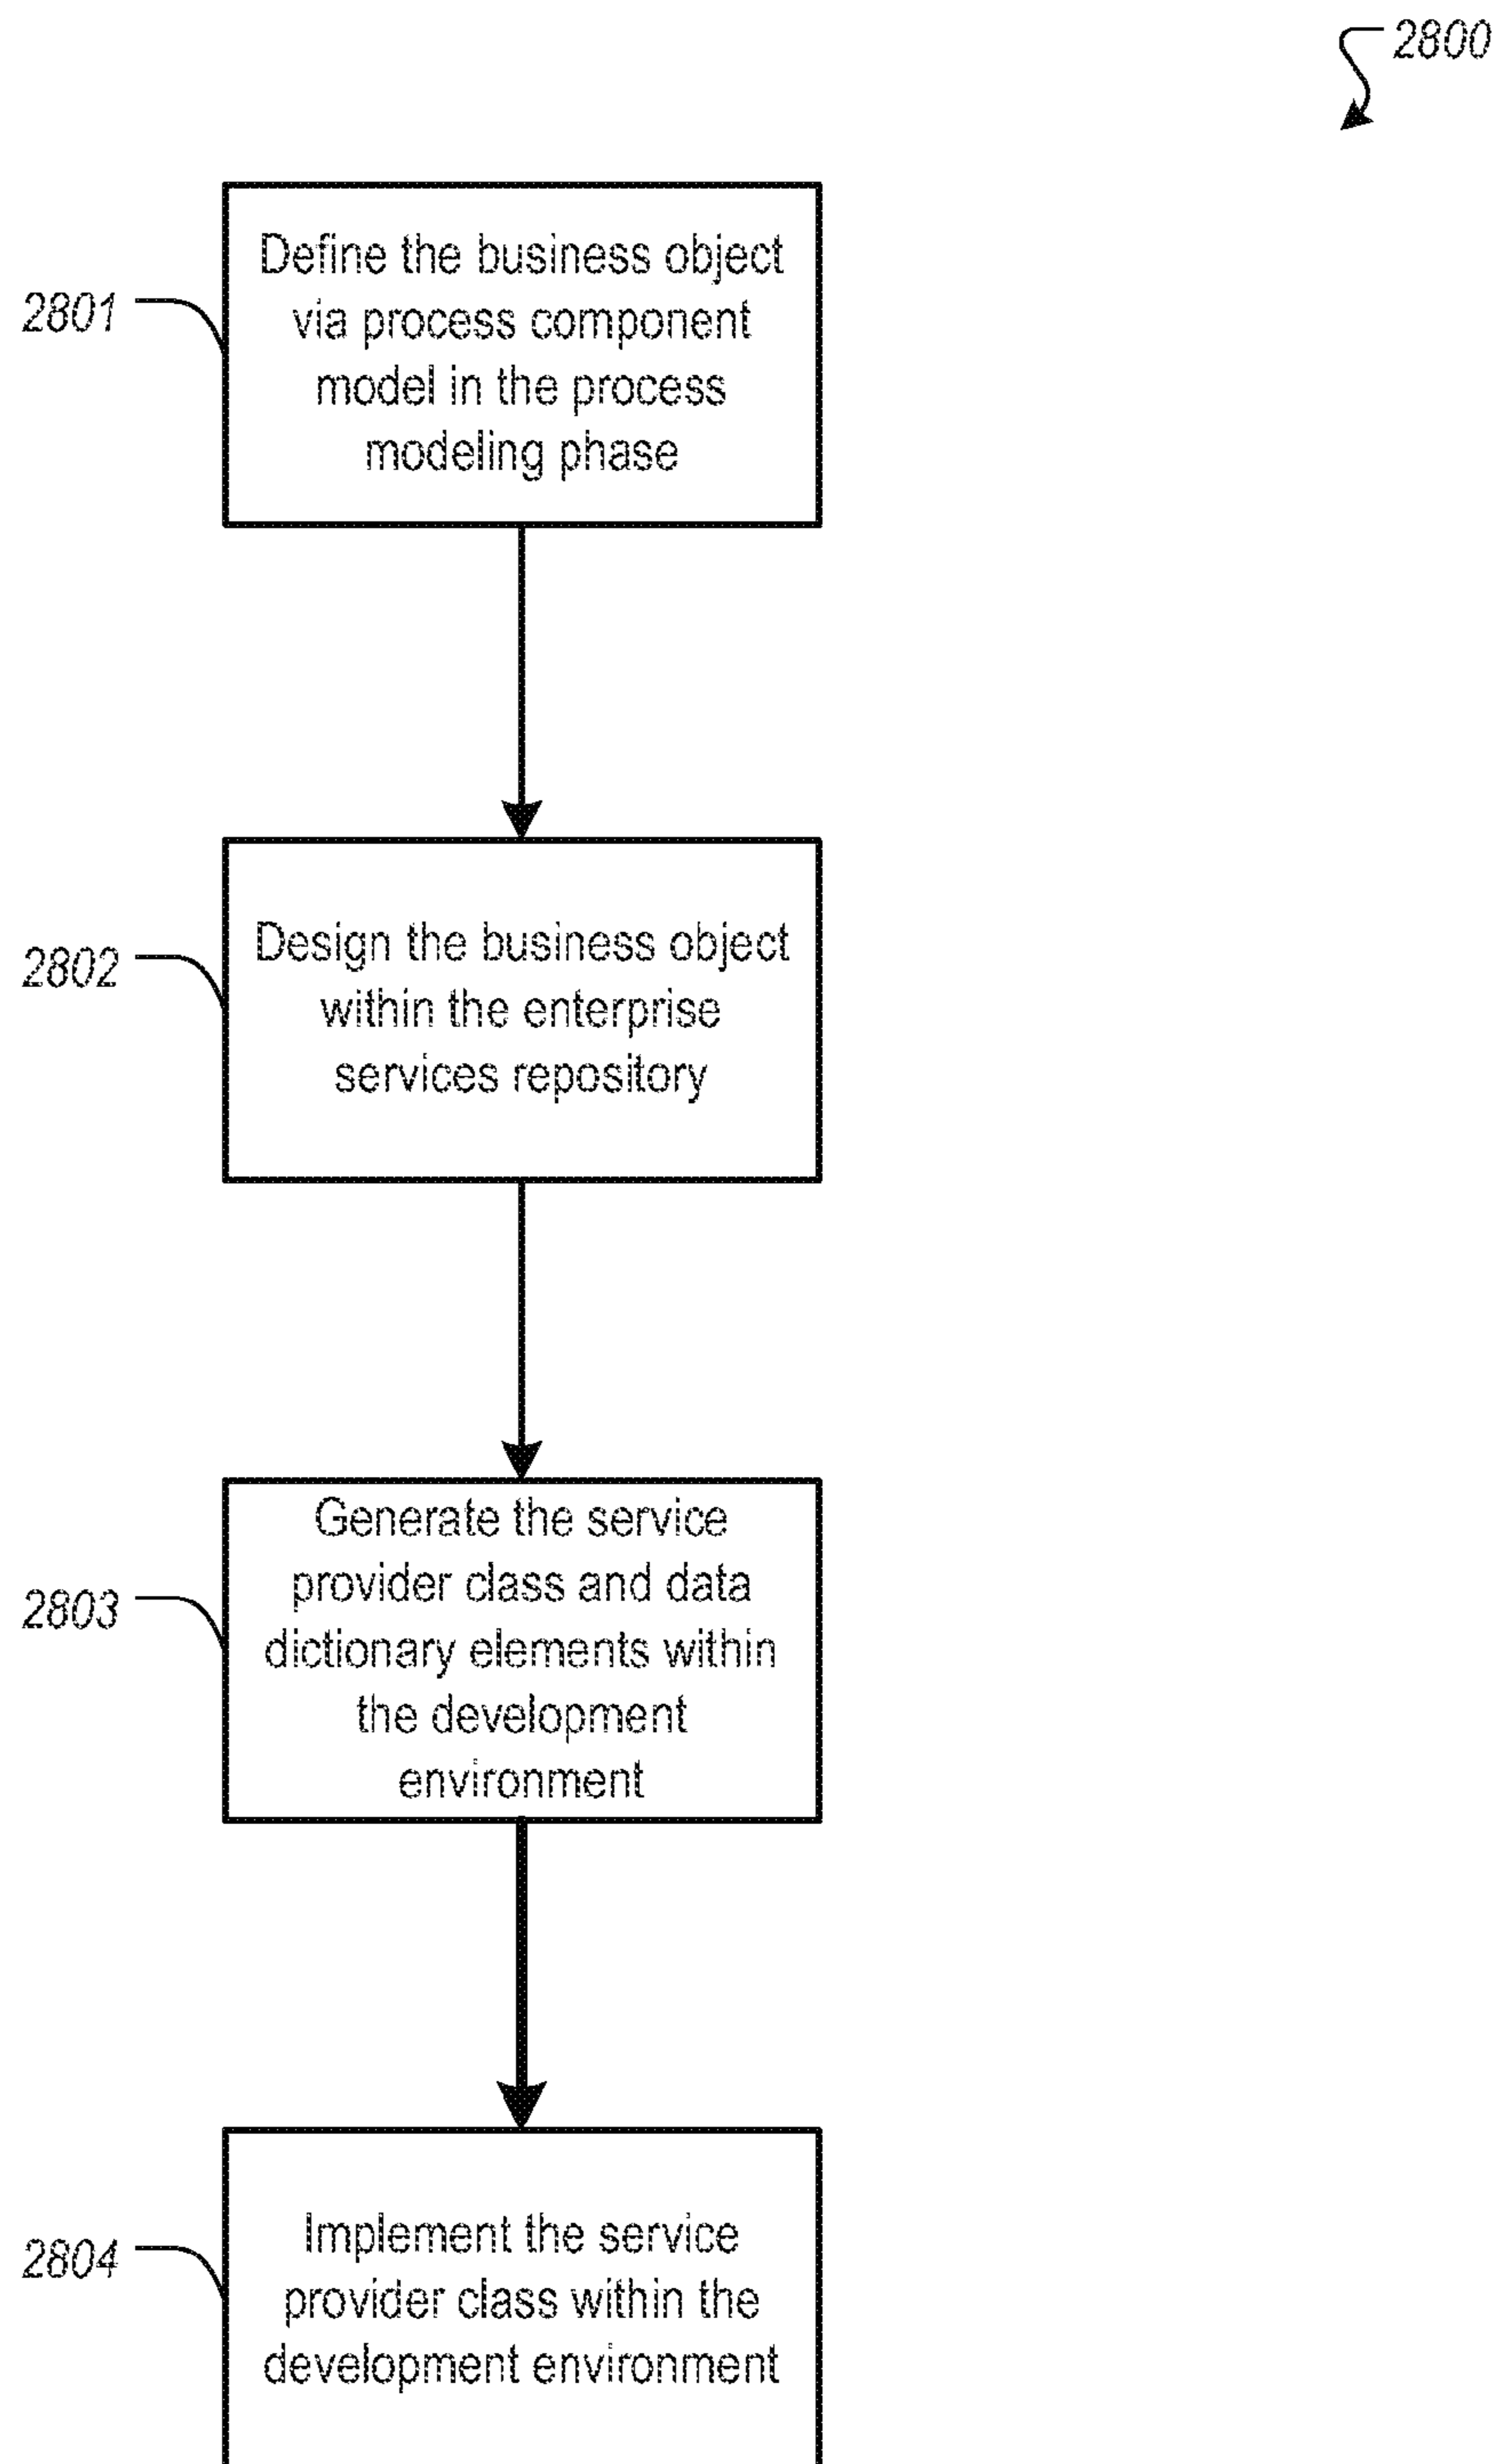 2800
2801
Define the business object
via process component
model in the process
modeling phase
2802
Design the business object
within the enterprise
services repository
2803
Generate the service
provider class and data
dictionary elements within
the development
environment
2804
Implement the service
provider class within the
development environment